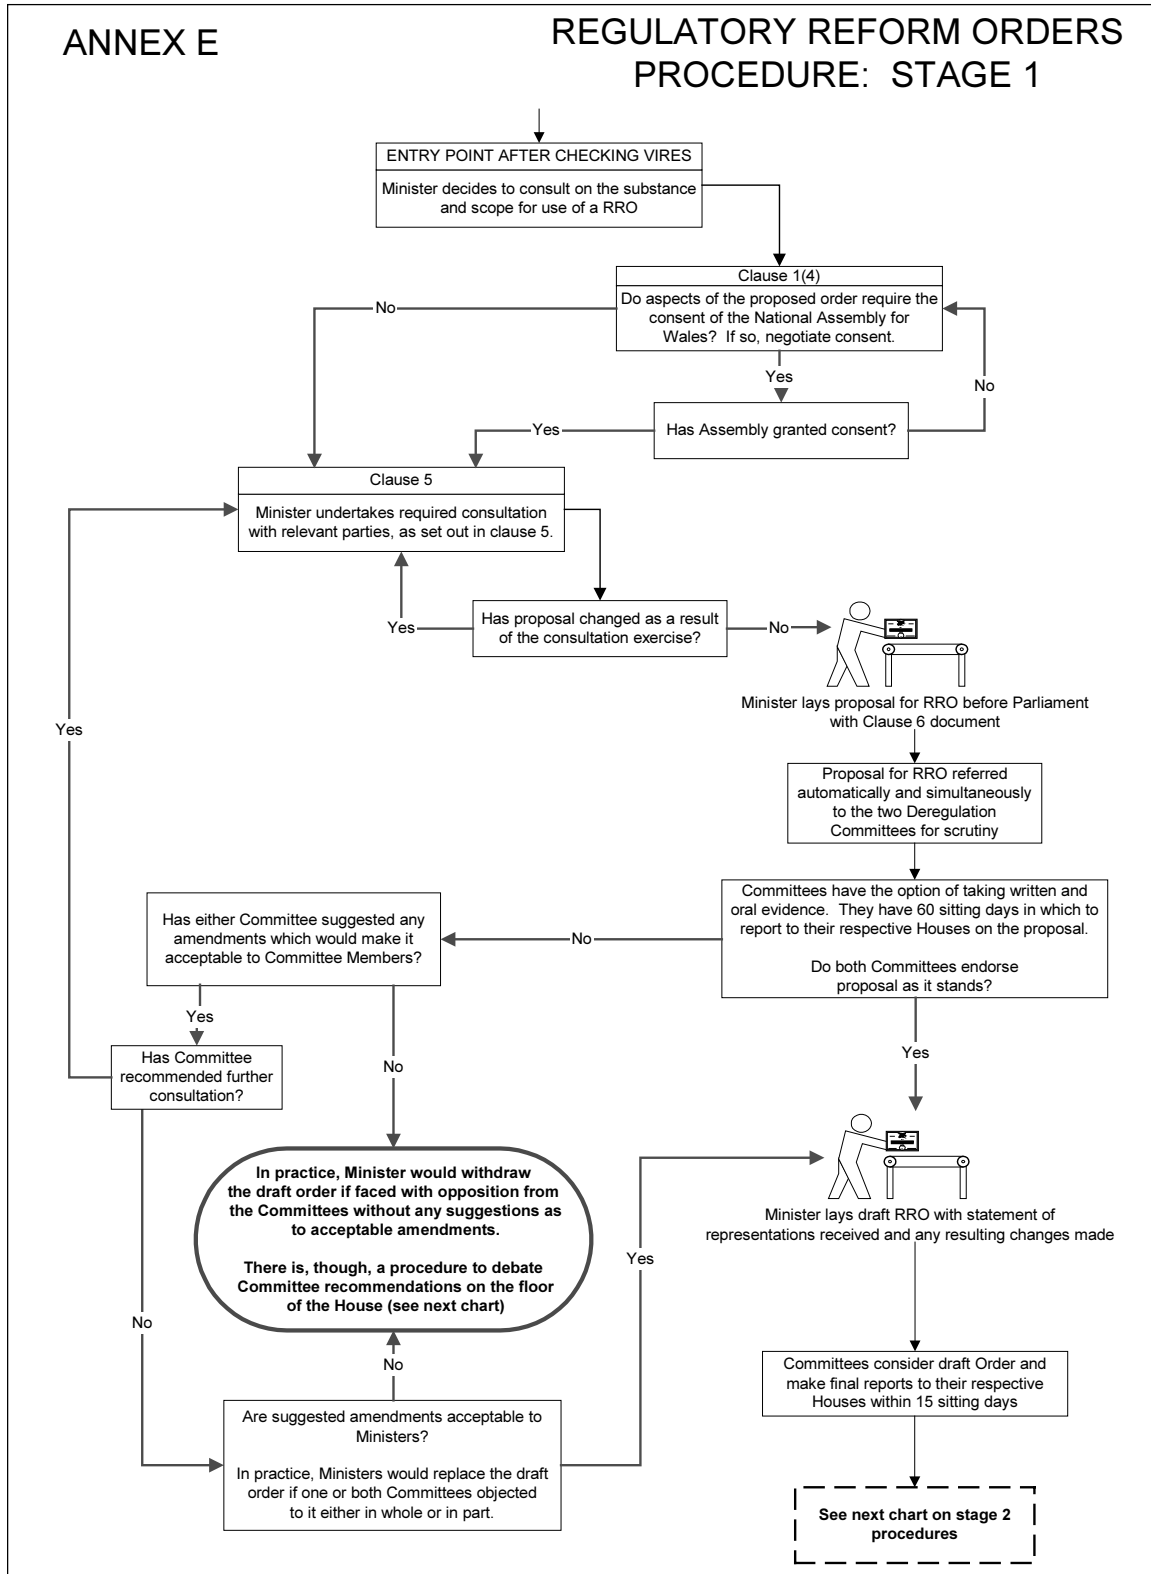 ANNEX E
REGULATORY REFORM ORDERS
PROCEDURE: STAGE 1
ENTRY POINT AFTER CHECKING VIRES
Minister decides to consult on the substance
and scope for use of a RRO
Clause 1(4)
Do aspects of the proposed order require the
consent of the National Assembly for
Wales? If so, negotiate consent.
No
Yes
No
Has Assembly granted consent?
Yes
Clause 5
Minister undertakes required consultation
with relevant parties, as set out in clause 5.
Has proposal changed as a result
of the consultation exercise?
Yes
No
Minister lays proposal for RRO before Parliament
with Clause 6 document
Yes
Proposal for RRO referred
automatically and simultaneously
to the two Deregulation
Committees for scrutiny
Committees have the option of taking written and
oral evidence. They have 60 sitting days in which to
report to their respective Houses on the proposal.
Do both Committees endorse
proposal as it stands?
No
Has either Committee suggested any
amendments which would make it
acceptable to Committee Members?
Yes
No
Yes
Has Committee
recommended further
consultation?
In practice, Minister would withdraw
the draft order if faced with opposition from
the Committees without any suggestions as
to acceptable amendments.
There is, though, a procedure to debate
Committee recommendations on the floor
of the House (see next chart)
Minister lays draft RRO with statement of
representations received and any resulting changes made
Yes
No
No
Are suggested amendments acceptable to
Ministers?
In practice, Ministers would replace the draft
order if one or both Committees objected
to it either in whole or in part.
Committees consider draft Order and
make final reports to their respective
Houses within 15 sitting days
See next chart on stage 2
procedures